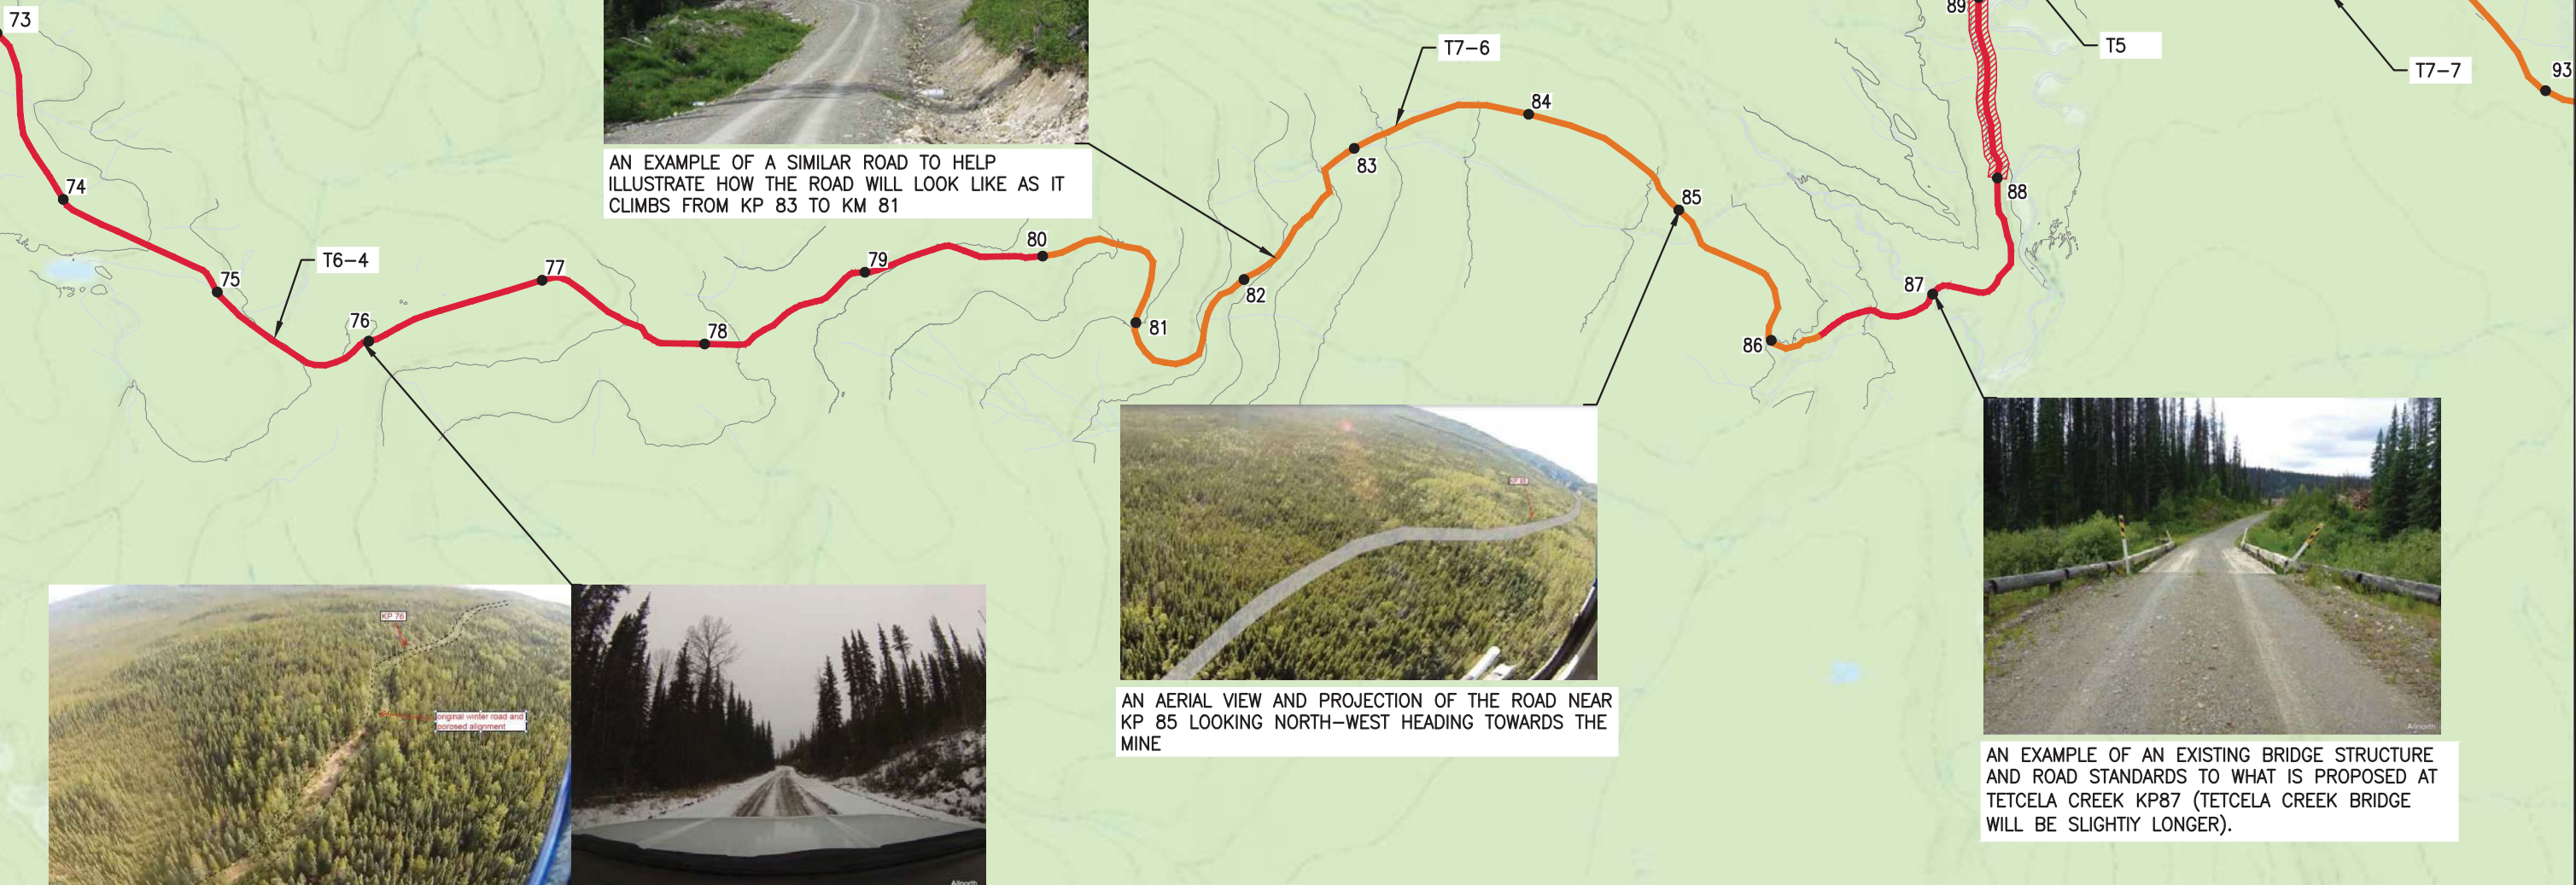 73
89
T5
T7-6
T7-7
93
84
AN EXAMPLE OF A SIMILAR ROAD TO HELP
ILLUSTRATE HOW THE ROAD WILL LOOK LIKE AS IT
CLIMBS FROM KP 83 TO KM 81
83
74
85
88
80
T6-4
79
77
75
87
82
76
81
78
86
KP 76
original winter road and
porosed alignment
AN AERIAL VIEW AND PROJECTION OF THE ROAD NEAR
KP 85 LOOKING NORTH-WEST HEADING TOWARDS THE
MINE
Allnorth
AN EXAMPLE OF AN EXISTING BRIDGE STRUCTURE
AND ROAD STANDARDS TO WHAT IS PROPOSED AT
TETCELA CREEK KP87 (TETCELA CREEK BRIDGE
WILL BE SLIGHTIY LONGER).
Allnorth